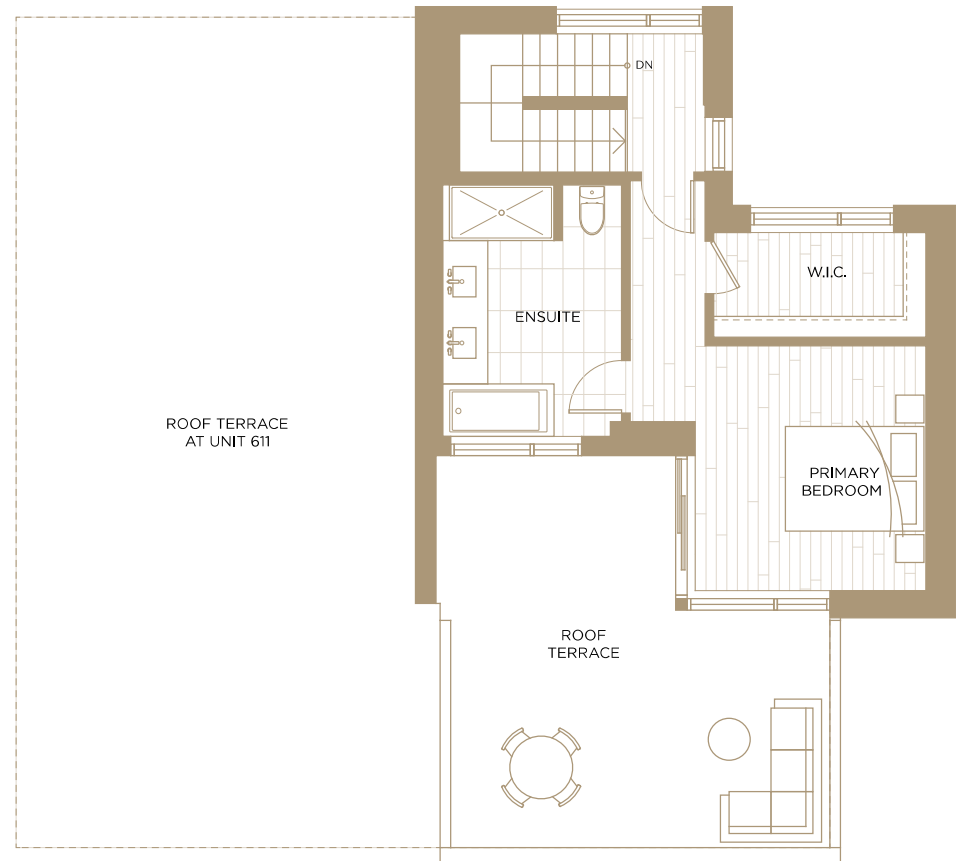 DN
W.I.C.
ENSUITE
ROOF TERRACE
AT UNIT 611
PRIMARY
BEDROOM
ROOF
TERRACE